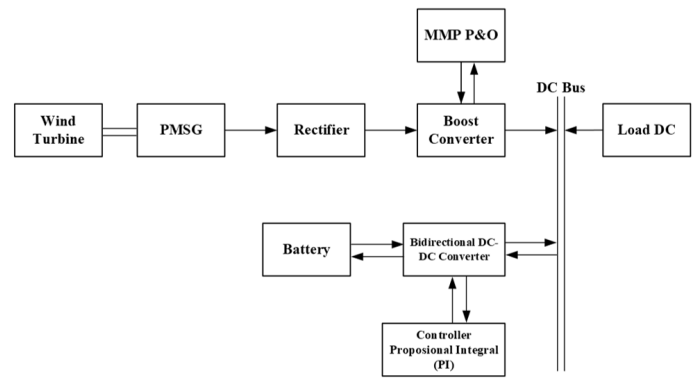 MMP P&O
DC Bus
Wind
Turbine
PMSG
Rectifier
Boost
Converter
Load DC
Battery
Bidirectional DC-
DC Converter
Controller
Proposional Integral
(PI)